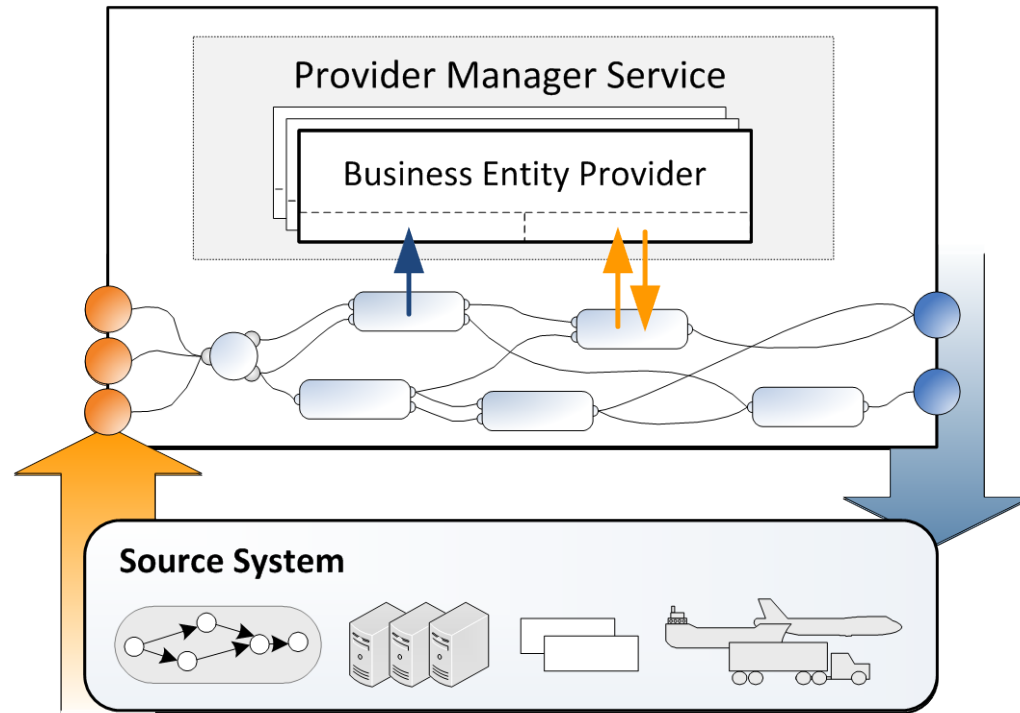 Provider Manager Service
Business Entity Provider
Source System